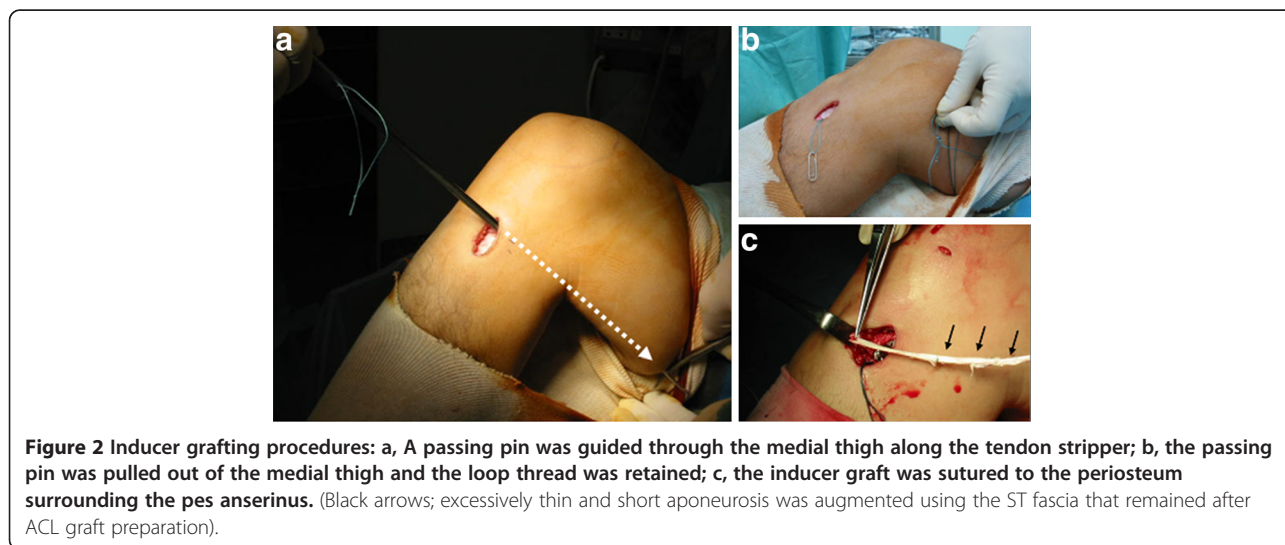 a
b
c
Figure 2 Inducer grafting procedures: a, A passing pin was guided through the medial thigh along the tendon stripper; b, the passing
pin was pulled out of the medial thigh and the loop thread was retained; c, the inducer graft was sutured to the periosteum
surrounding the pes anserinus. (Black arrows; excessively thin and short aponeurosis was augmented using the ST fascia that remained after
ACL graft preparation).